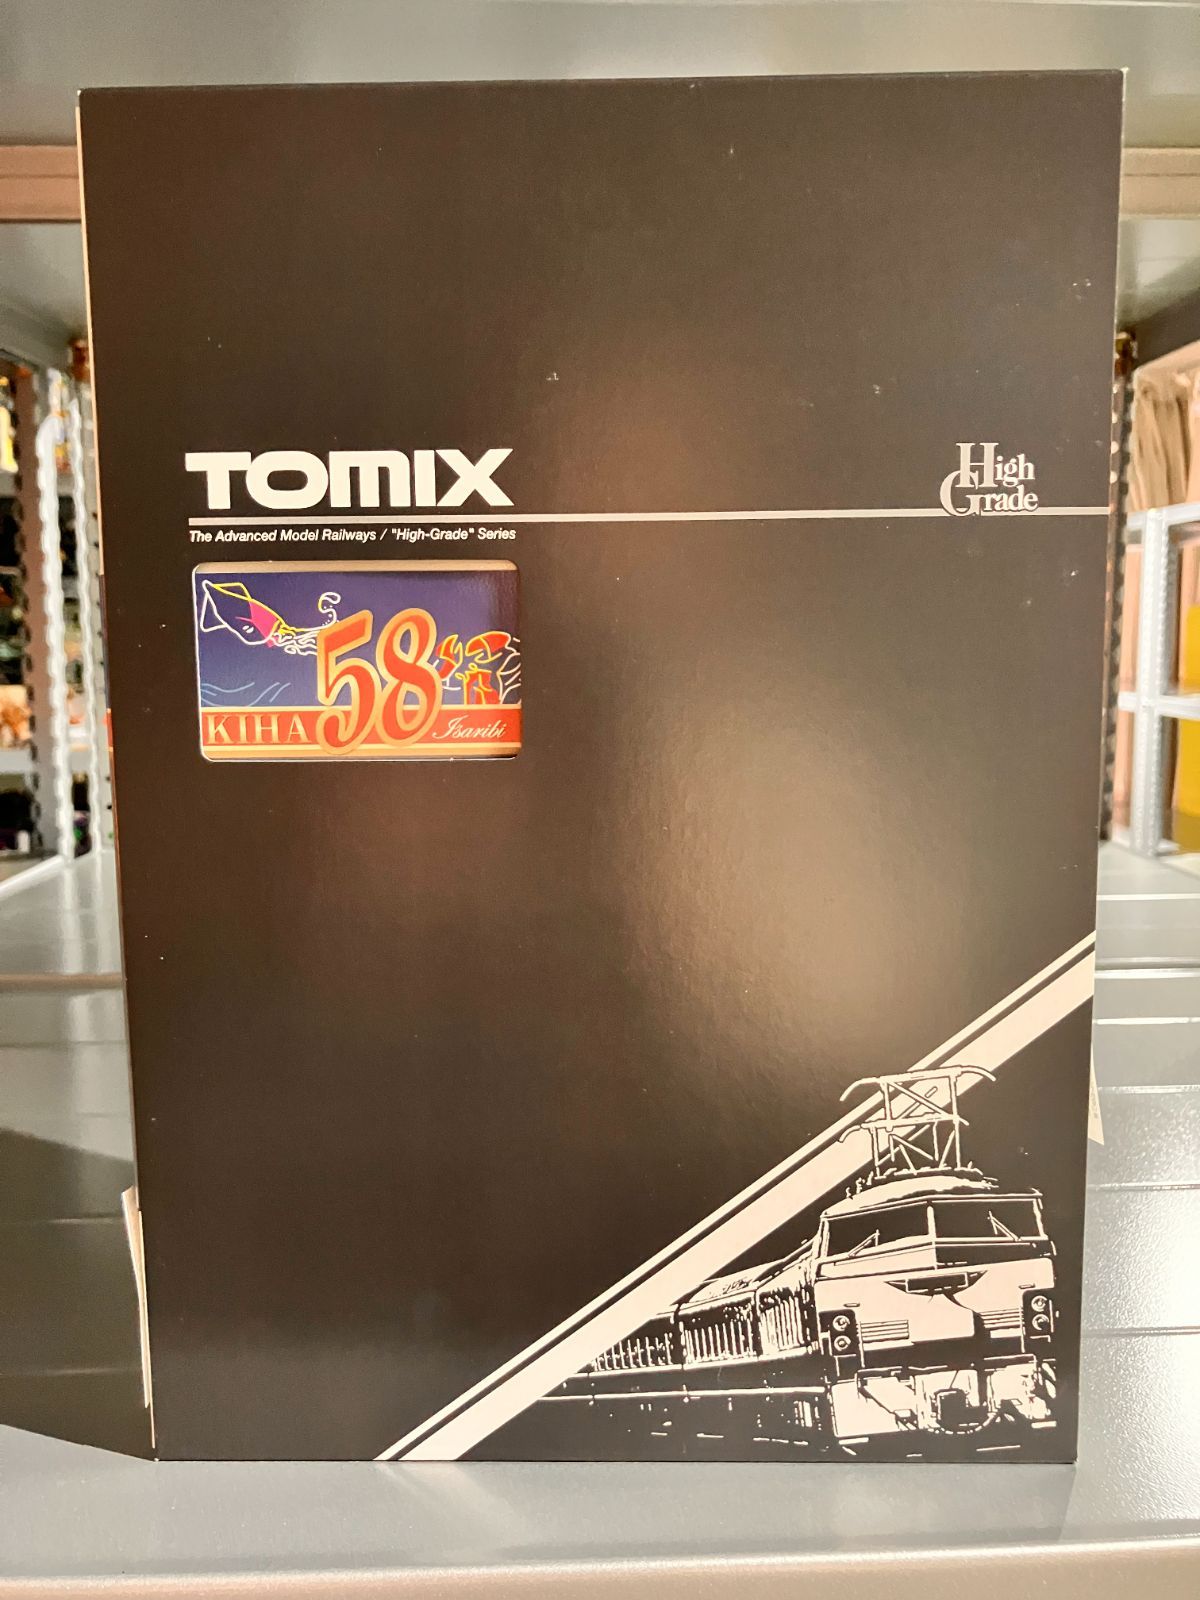 TOMIX
High
Grade
The Advanced Model Railways / "High-Grade" Series
KIHA 58 Isaribi